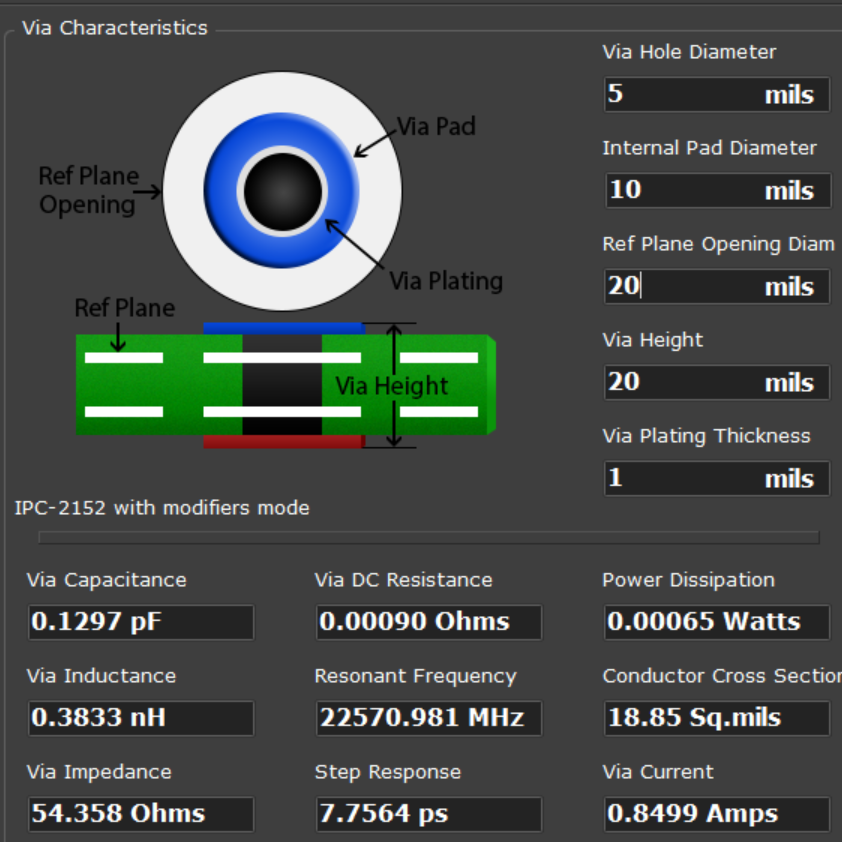 Via Characteristics
Via Hole Diameter
5 mils
Via Pad
Internal Pad Diameter
Ref Plane
Opening
10 mils
Ref Plane Opening Diam
Via Plating
20 mils
Ref Plane
Via Height
Via Height
20 mils
Via Plating Thickness
1 mils
IPC-2152 with modifiers mode
Via Capacitance Via DC Resistance Power Dissipation
0.1297 pF 0.00090 Ohms 0.00065 Watts
Via Inductance Resonant Frequency Conductor Cross Section
0.3833 nH 22570.981 MHz 18.85 Sq.mils
Via Impedance Step Response Via Current
54.358 Ohms 7.7564 ps 0.8499 Amps